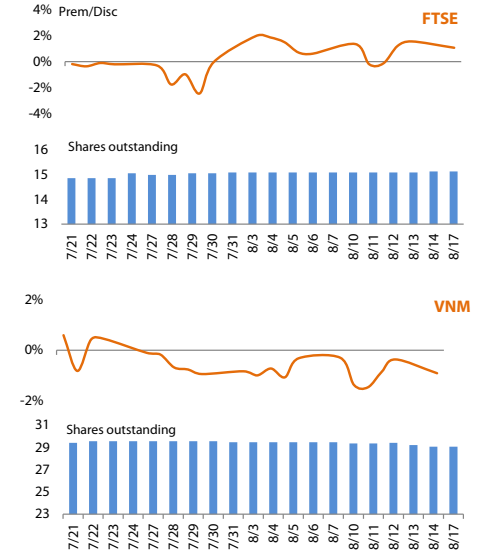 4% Prem/Disc
FTSE
2%
0%
-2%
-4%
16 Shares outstanding
15
14
13
7/21 7/22 7/23 7/24 7/27 7/28 7/29 7/30 7/31 8/3 8/4 8/5 8/6 8/7 8/10 8/11 8/12 8/13 8/14 8/17
2%
VNM
0%
-2%
31
Shares outstanding
29
27
25
23
7/21 7/22 7/23 7/24 7/27 7/28 7/29 7/30 7/31 8/3 8/4 8/5 8/6 8/7 8/10 8/11 8/12 8/13 8/14 8/17